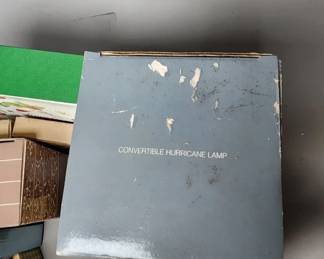 CONVERTIBLE HURRICANE LAMP